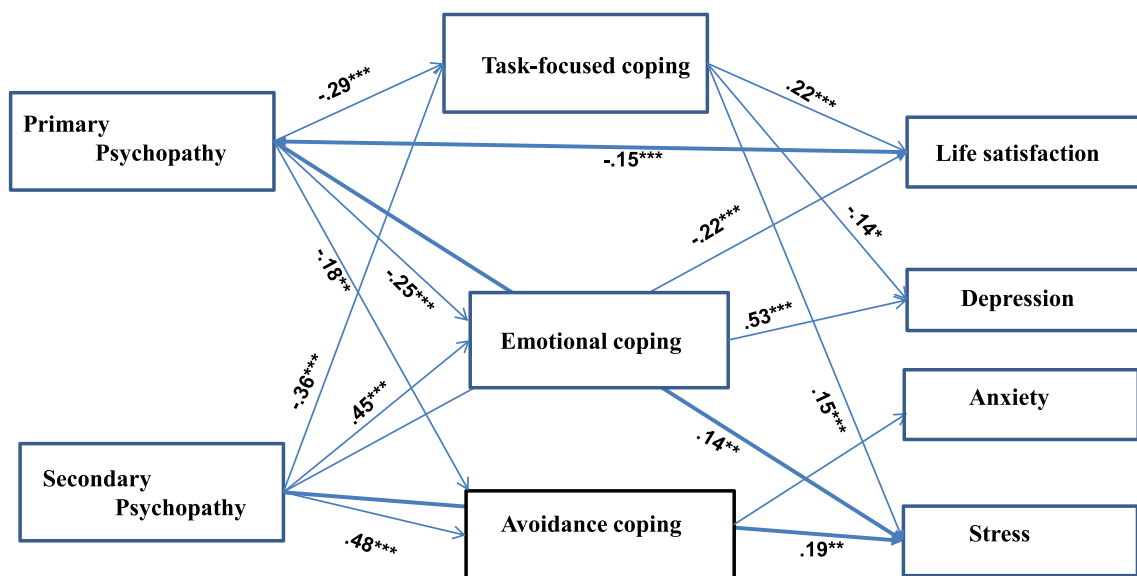 Task-focused coping
-.29***
.22***
Primary
Psychopathy
Life satisfaction
-.15***
-.22***
-.14*
-.18**
-.25***
Depression
.53***
Emotional coping
-.36***
.45***
.15***
Anxiety
.14**
Secondary
Psychopathy
Avoidance coping
Stress
.48***
.19**